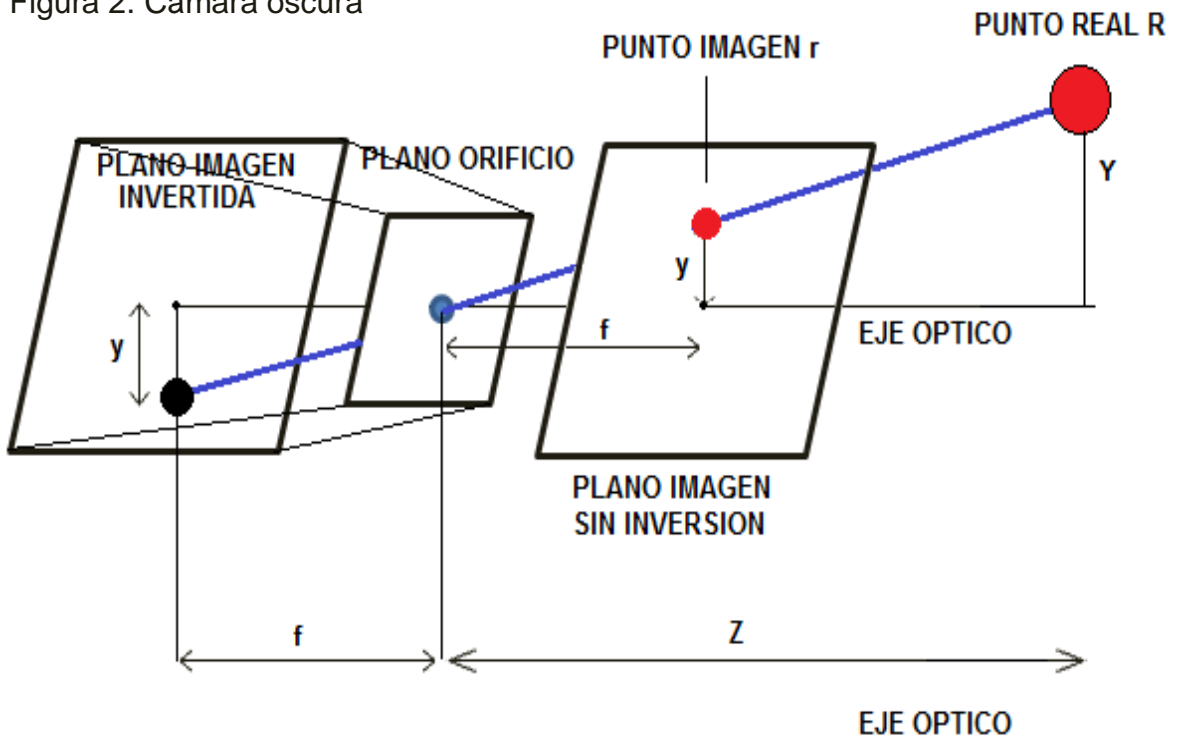 Figura 2. Cámara oscura
PUNTO REAL R
PUNTO IMAGEN r
PLANO IMAGEN
INVERTIDA
PLANO ORIFICIO
Y
y
y
f
EJE OPTICO
PLANO IMAGEN
SIN INVERSION
f
Z
EJE OPTICO